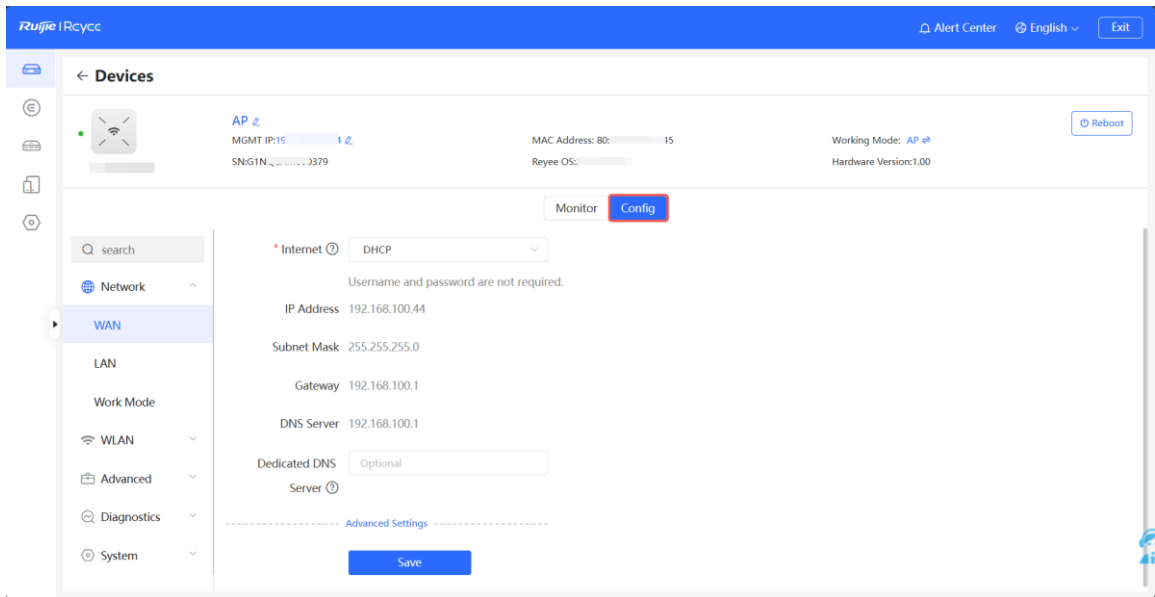 Ruijie | Rcycc
Alert Center English Exit
← Devices
AP
MGMT IP:
MAC Address: 80:
Working Mode: AP
Reboot
SN:G1N 0379
Reyee OS:
Hardware Version:1.00
Monitor Config
search
Network
WAN
LAN
Work Mode
WLAN
Advanced
Diagnostics
System
* Internet DHCP
Username and password are not required.
IP Address 192.168.100.44
Subnet Mask 255.255.255.0
Gateway 192.168.100.1
DNS Server 192.168.100.1
Dedicated DNS Optional
Server
Advanced Settings
Save